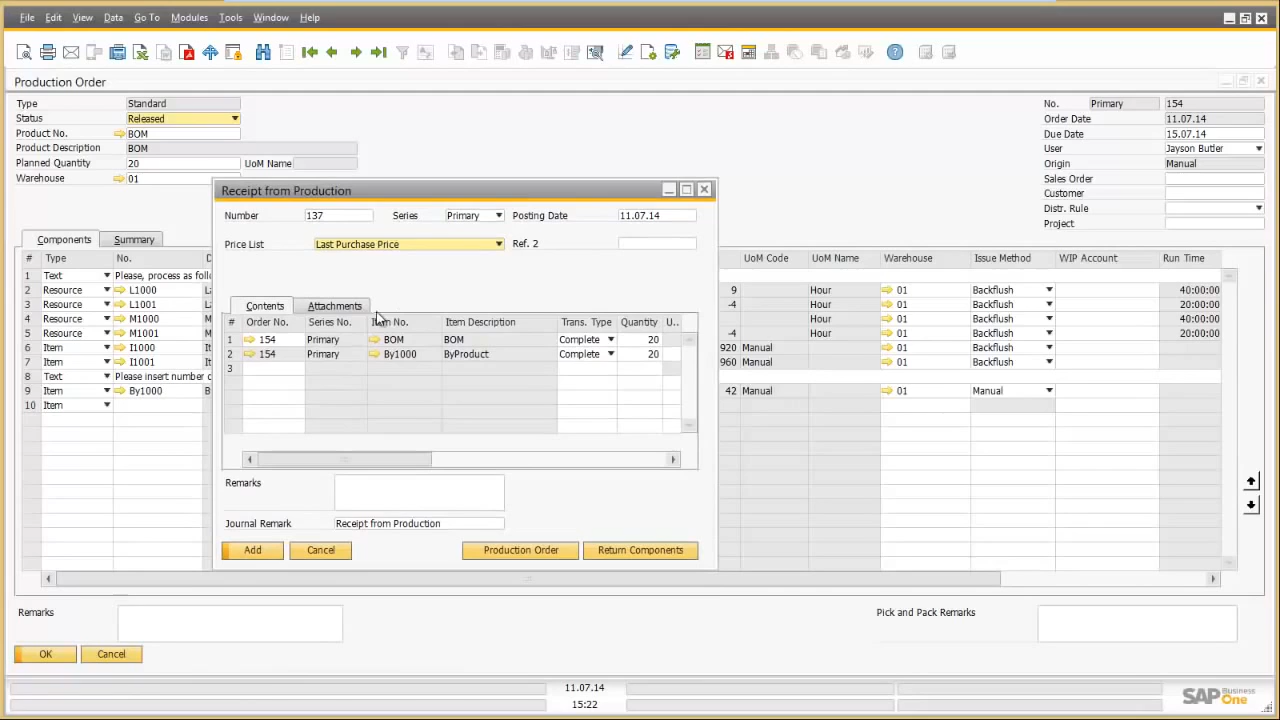 File Edit View Data Go To Modules Tools Window Help
Production Order
Type Standard
Status Released
Product No. BOM
Product Description BOM
Planned Quantity 20 UoM Name
Warehouse 01
No. Primary 154
Order Date 11.07.14
Due Date 15.07.14
User Jayson Butler
Origin Manual
Sales Order
Customer
Distr. Rule
Project
Components Summary
# Type No. D
1 Text Please, process as follo
2 Resource L1000
3 Resource L1001
4 Resource M1000
5 Resource M1001
6 Item I1000
7 Item I1001
8 Text Please insert number o
9 Item By1000
10 Item
UoM Code UoM Name Warehouse Issue Method WIP Account Run Time
9 Hour 01 Backflush 40:00:00
-4 Hour 01 Backflush 20:00:00
Hour 01 Backflush 40:00:00
-4 Hour 01 Backflush 20:00:00
920 Manual 01 Backflush
960 Manual 01 Backflush
42 Manual 01 Manual
Receipt from Production
Number 137 Series Primary Posting Date 11.07.14
Price List Last Purchase Price Ref. 2
Contents Attachments
# Order No. Series No. Item No. Item Description Trans. Type Quantity U..
1 154 Primary BOM BOM Complete 20
2 154 Primary By1000 ByProduct Complete 20
3
Remarks
Journal Remark Receipt from Production
Add Cancel Production Order Return Components
Remarks
Pick and Pack Remarks
OK Cancel
11.07.14
15:22
SAP Business One